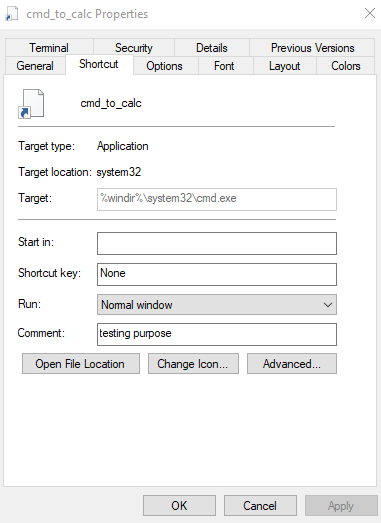 cmd_to_calc Properties
Terminal Security Details Previous Versions
General Shortcut Options Font Layout Colors
cmd_to_calc
Target type: Application
Target location: system32
Target: %windir%\system32\cmd.exe
Start in:
Shortcut key: None
Run: Normal window
Comment: testing purpose
Open File Location Change Icon... Advanced...
OK Cancel Apply